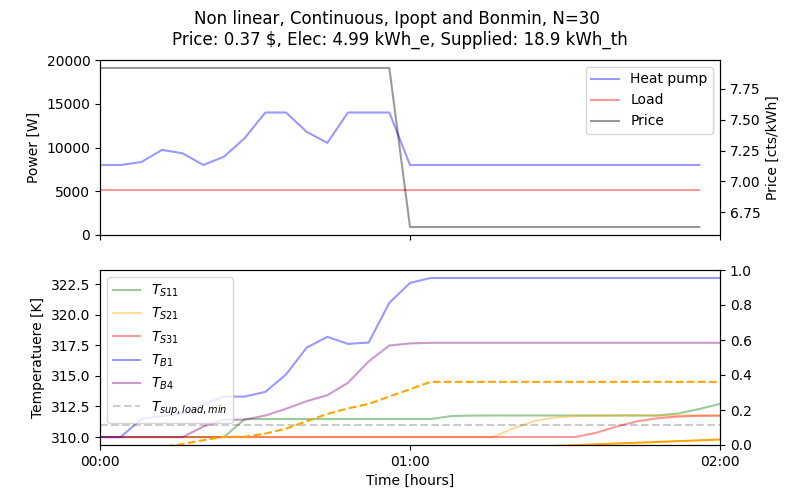 Non linear, Continuous, Ipopt and Bonmin, N=30
Price: 0.37 $, Elec: 4.99 kWh_e, Supplied: 18.9 kWh_th
20000
15000
10000
5000
0
Power [W]
Heat pump
Load
Price
7.75
7.50
7.25
7.00
6.75
Price [cts/kWh]
322.5
320.0
317.5
315.0
312.5
310.0
Temperatuere [K]
T_{S11}
T_{S21}
T_{S31}
T_{B1}
T_{B4}
T_{sup, load, min}
1.0
0.8
0.6
0.4
0.2
0.0
00:00
01:00
02:00
Time [hours]